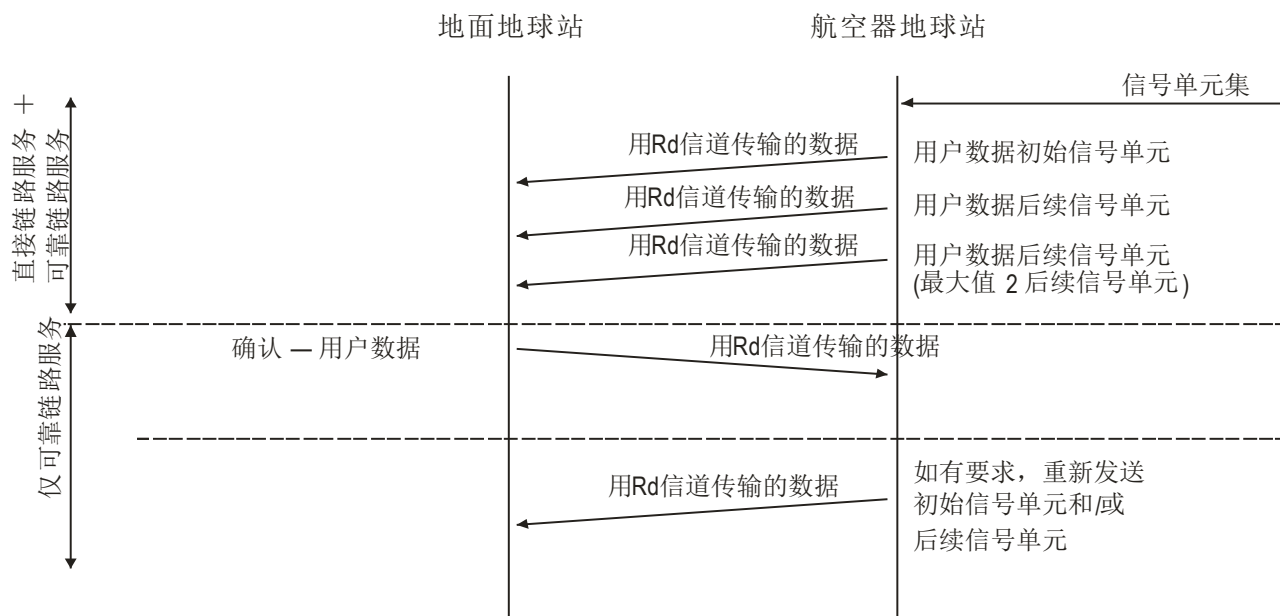 地面地球站
航空器地球站
信号单元集
直接链路服务 +
可靠链路服务
用Rd信道传输的数据
用户数据初始信号单元
用Rd信道传输的数据
用户数据后续信号单元
用Rd信道传输的数据
用户数据后续信号单元
(最大值 2 后续信号单元)
仅可靠链路服务
确认 — 用户数据
用Rd信道传输的数据
用Rd信道传输的数据
如有要求，重新发送
初始信号单元和/或
后续信号单元